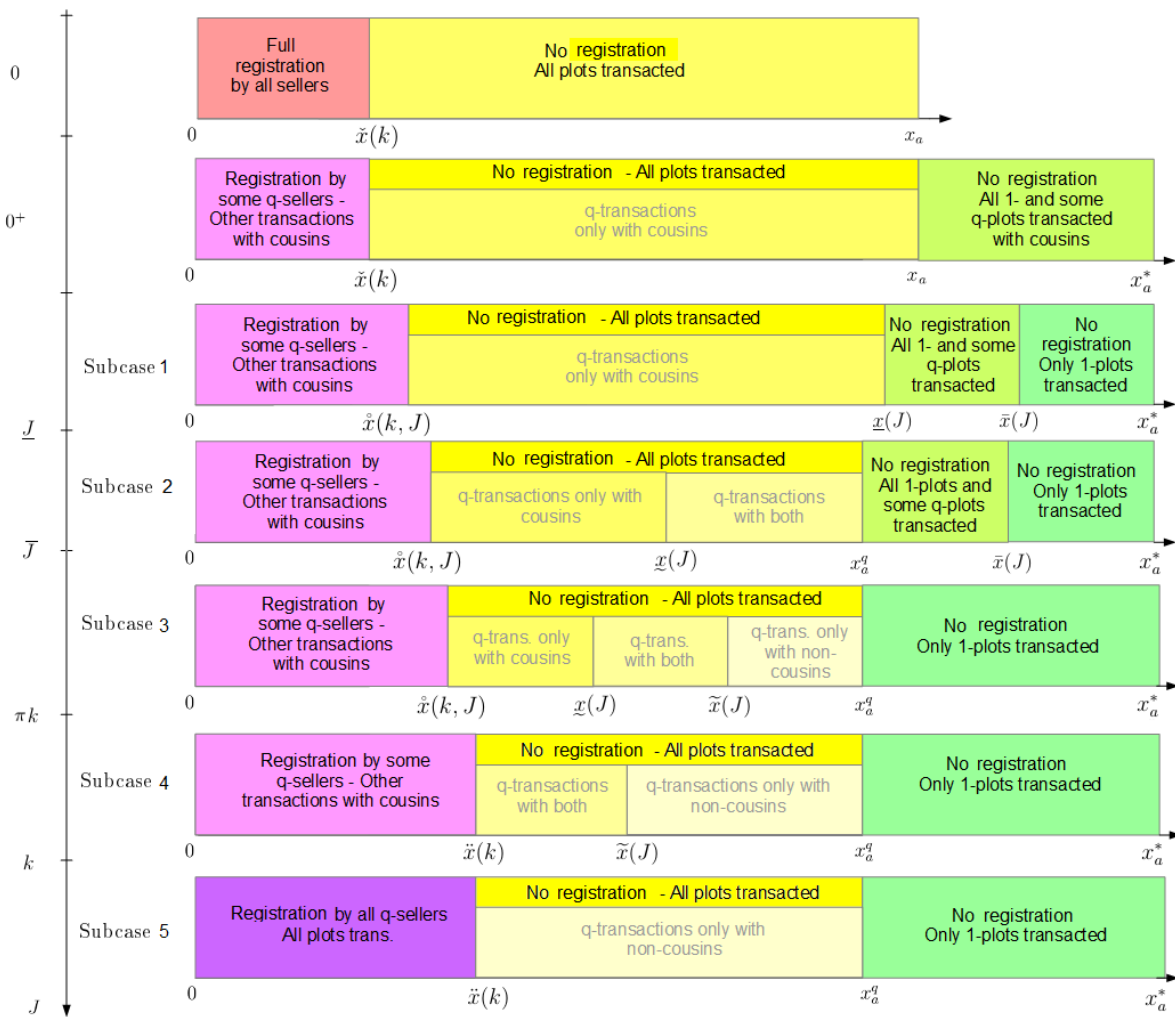 0
Full
registration
by all sellers
No registration
All plots transacted
0
x̌(k)
x_a
0⁺
Registration by
some q-sellers -
Other transactions
with cousins
No registration - All plots transacted
q-transactions
only with cousins
No registration
All 1- and some
q-plots transacted
with cousins
0
x̌(k)
x_a
x_a^*
Subcase 1
Registration by
some q-sellers -
Other transactions
with cousins
No registration - All plots transacted
q-transactions
only with cousins
No registration
All 1- and some
q-plots
transacted
No
registration
Only 1-plots
transacted
0
x̊(k, J)
x̲(J)
x̄(J)
x_a^*
J̲
Subcase 2
Registration by
some q-sellers -
Other transactions
with cousins
No registration - All plots transacted
q-transactions only with
cousins
q-transactions
with both
No registration
All 1-plots and
some q-plots
transacted
No registration
Only 1-plots
transacted
0
x̊(k, J)
x̰(J)
x_a^q
x̄(J)
x_a^*
J̅
Subcase 3
Registration by
some q-sellers -
Other transactions
with cousins
No registration - All plots transacted
q-trans. only
with cousins
q-trans.
with both
q-trans. only
with non-
cousins
No registration
Only 1-plots transacted
0
x̊(k, J)
x̰(J)
x̃(J)
x_a^q
x_a^*
πk
Subcase 4
Registration by some
q-sellers - Other
transactions with cousins
No registration - All plots transacted
q-transactions
with both
q-transactions only with
non-cousins
No registration
Only 1-plots transacted
0
ẍ(k)
x̃(J)
x_a^q
x_a^*
k
Subcase 5
Registration by all q-sellers
All plots trans.
No registration - All plots transacted
q-transactions only with
non-cousins
No registration
Only 1-plots transacted
0
ẍ(k)
x_a^q
x_a^*
J